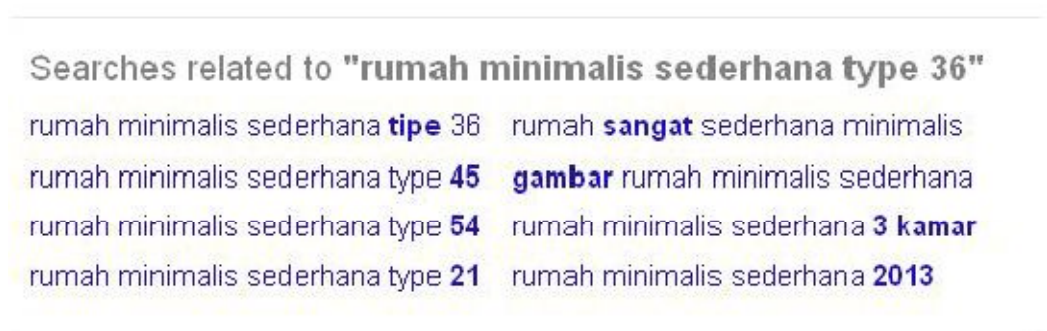 Searches related to "rumah minimalis sederhana type 36"
rumah minimalis sederhana tipe 36
rumah minimalis sederhana type 45
rumah minimalis sederhana type 54
rumah minimalis sederhana type 21
rumah sangat sederhana minimalis
gambar rumah minimalis sederhana
rumah minimalis sederhana 3 kamar
rumah minimalis sederhana 2013